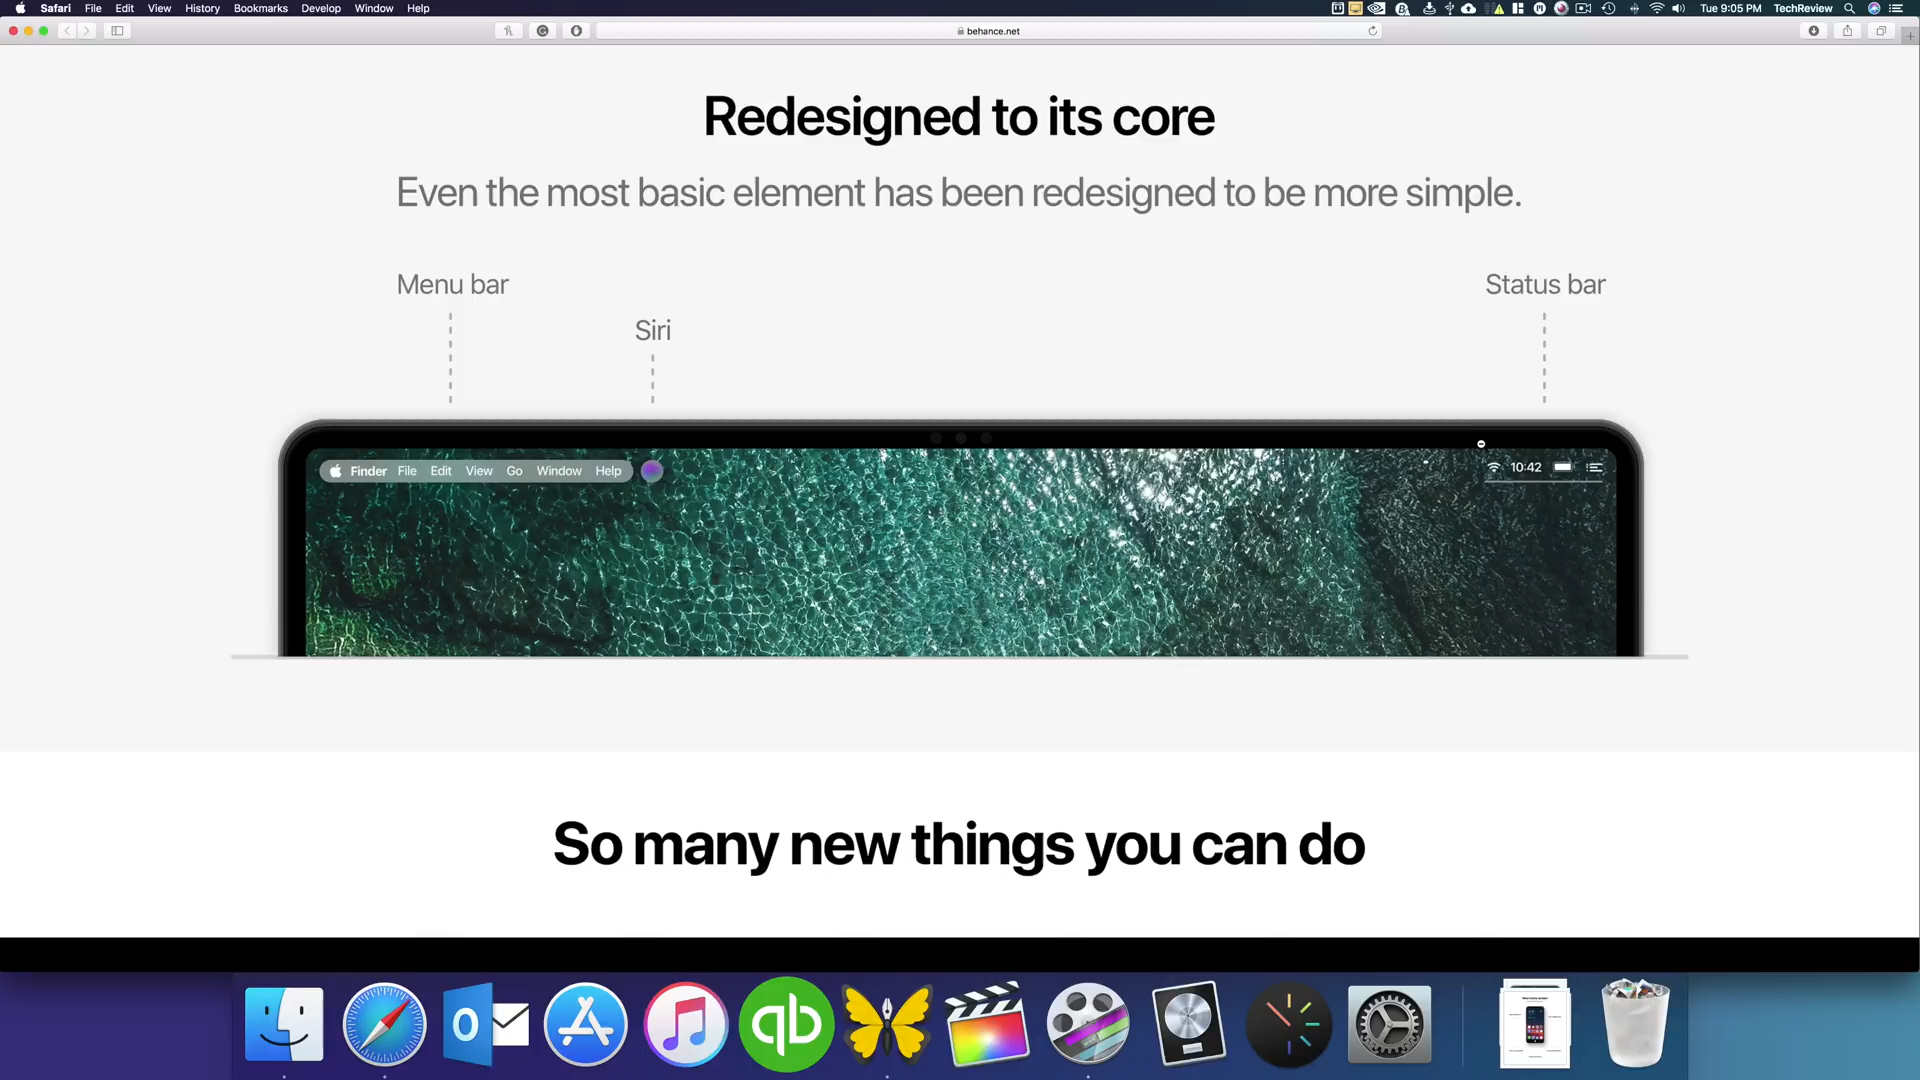 Safari File Edit View History Bookmarks Develop Window Help Tue 9:05 PM TechReview
behance.net
Redesigned to its core
Even the most basic element has been redesigned to be more simple.
Menu bar
Siri
Status bar
Finder File Edit View Go Window Help
10:42
So many new things you can do
O
qb